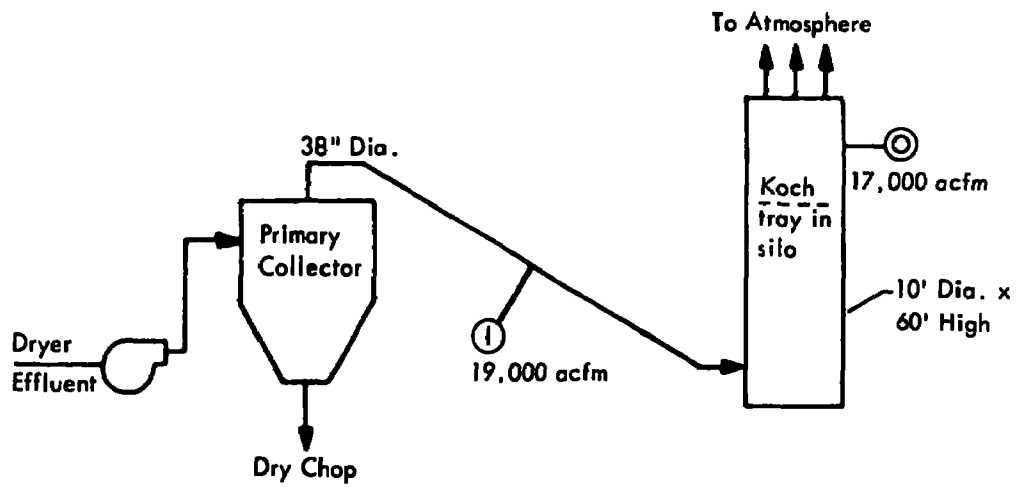 To Atmosphere
38" Dia.
Primary
Collector
Dryer
Effluent
Dry Chop
1
19,000 acfm
Koch
tray in
silo
17,000 acfm
10' Dia. x
60' High